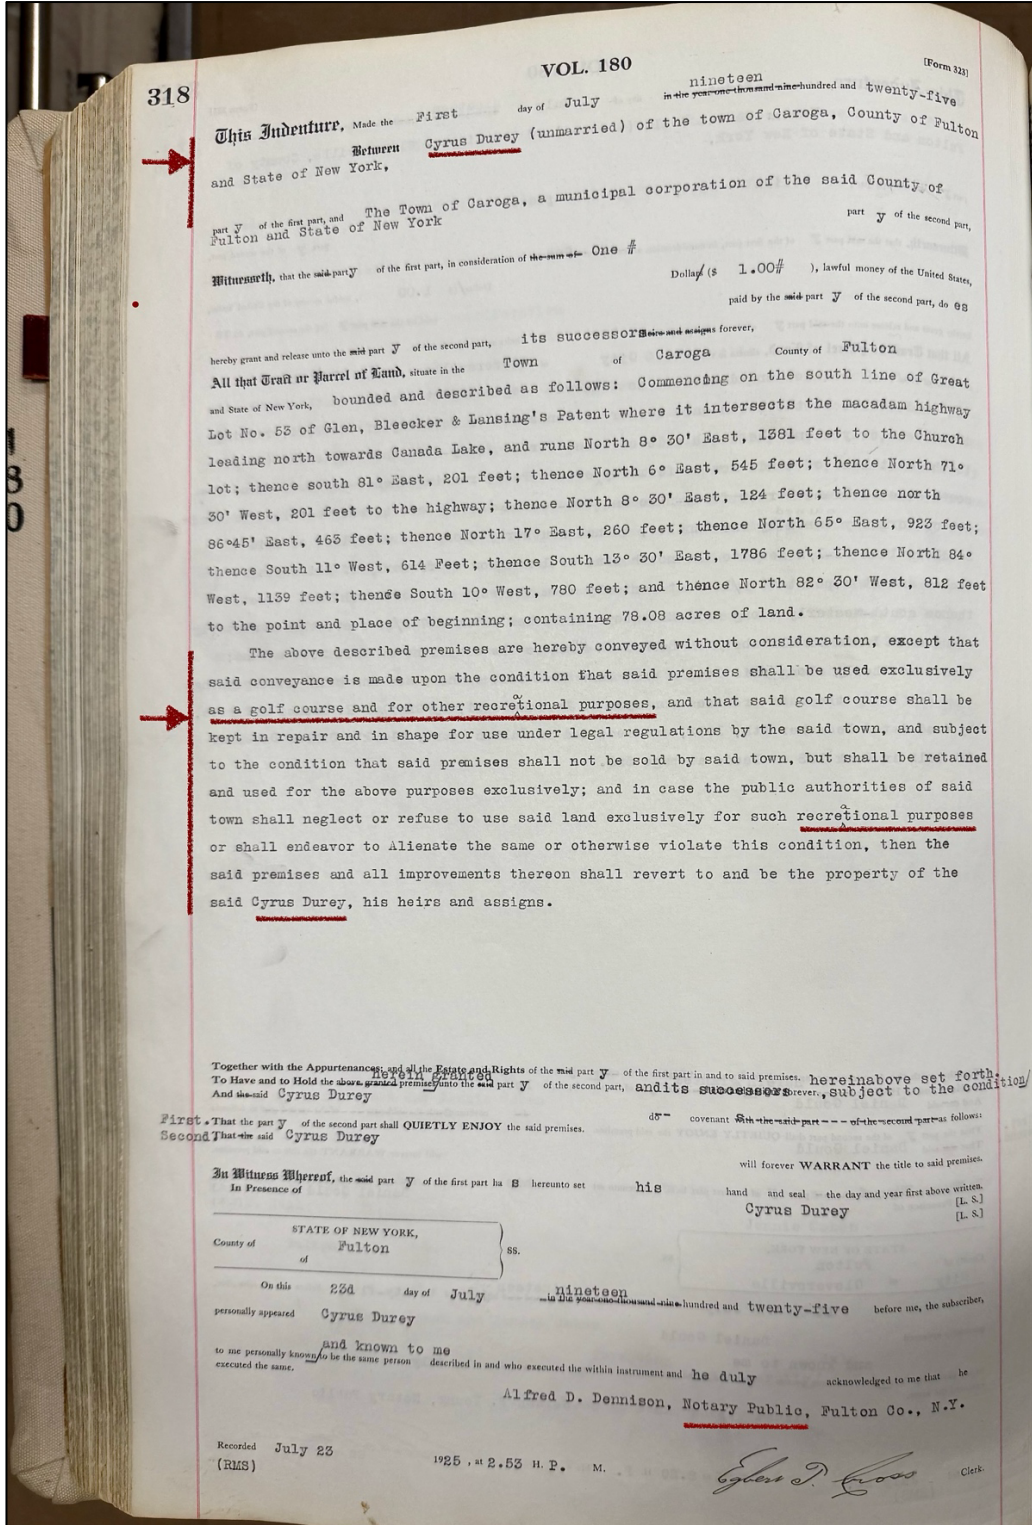 VOL. 180
[Form 323]
318
This Indenture, Made the First day of July nineteen in the year one thousand nine hundred and twenty-five
Between Cyrus Durey (unmarried) of the town of Caroga, County of Fulton
and State of New York,
part y of the first part, and The Town of Caroga, a municipal corporation of the said County of
Fulton and State of New York part y of the second part,
Witnesseth, that the said party of the first part, in consideration of the sum of One #
Dollar ($ 1.00# ), lawful money of the United States,
paid by the said part y of the second part, do es
hereby grant and release unto the said part y of the second part, its successors heirs and assigns forever,
All that Tract or Parcel of Land, situate in the Town of Caroga County of Fulton
and State of New York, bounded and described as follows: Commencing on the south line of Great
Lot No. 53 of Glen, Bleecker & Lansing's Patent where it intersects the macadam highway
leading north towards Canada Lake, and runs North 8° 30' East, 1381 feet to the Church
lot; thence south 81° East, 201 feet; thence North 6° East, 545 feet; thence North 71°
30' West, 201 feet to the highway; thence North 8° 30' East, 124 feet; thence north
86°45' East, 463 feet; thence North 17° East, 260 feet; thence North 65° East, 923 feet;
thence South 11° West, 614 Feet; thence South 13° 30' East, 1786 feet; thence North 84°
West, 1139 feet; thence South 10° West, 780 feet; and thence North 82° 30' West, 812 feet
to the point and place of beginning; containing 78.08 acres of land.
The above described premises are hereby conveyed without consideration, except that
said conveyance is made upon the condition that said premises shall be used exclusively
as a golf course and for other recreational purposes, and that said golf course shall be
kept in repair and in shape for use under legal regulations by the said town, and subject
to the condition that said premises shall not be sold by said town, but shall be retained
and used for the above purposes exclusively; and in case the public authorities of said
town shall neglect or refuse to use said land exclusively for such recreational purposes
or shall endeavor to Alienate the same or otherwise violate this condition, then the
said premises and all improvements thereon shall revert to and be the property of the
said Cyrus Durey, his heirs and assigns.
Together with the Appurtenances; and all the Estate and Rights of the said part y of the first part in and to said premises. hereinabove set forth.
To Have and to Hold the above granted herein granted premises unto the said part y of the second part, and its successors forever., subject to the condition/
And the said Cyrus Durey
do covenant with the said part of the second part as follows:
First. That the part y of the second part shall QUIETLY ENJOY the said premises.
Second That the said Cyrus Durey
will forever WARRANT the title to said premises.
In Witness Whereof, the said part y of the first part ha s hereunto set his hand and seal the day and year first above written.
In Presence of
Cyrus Durey [L. S.]
[L. S.]
STATE OF NEW YORK,
County of Fulton ss.
of
On this 23d day of July nineteen in the year one thousand nine hundred and twenty-five before me, the subscriber,
personally appeared Cyrus Durey
and known to me
to me personally known/to be the same person described in and who executed the within instrument and he duly acknowledged to me that he
executed the same.
Alfred D. Dennison, Notary Public, Fulton Co., N.Y.
Recorded July 23 1925, at 2.53 H. P. M.
(RMS)
Egbert T. Cross Clerk.
1
8
0